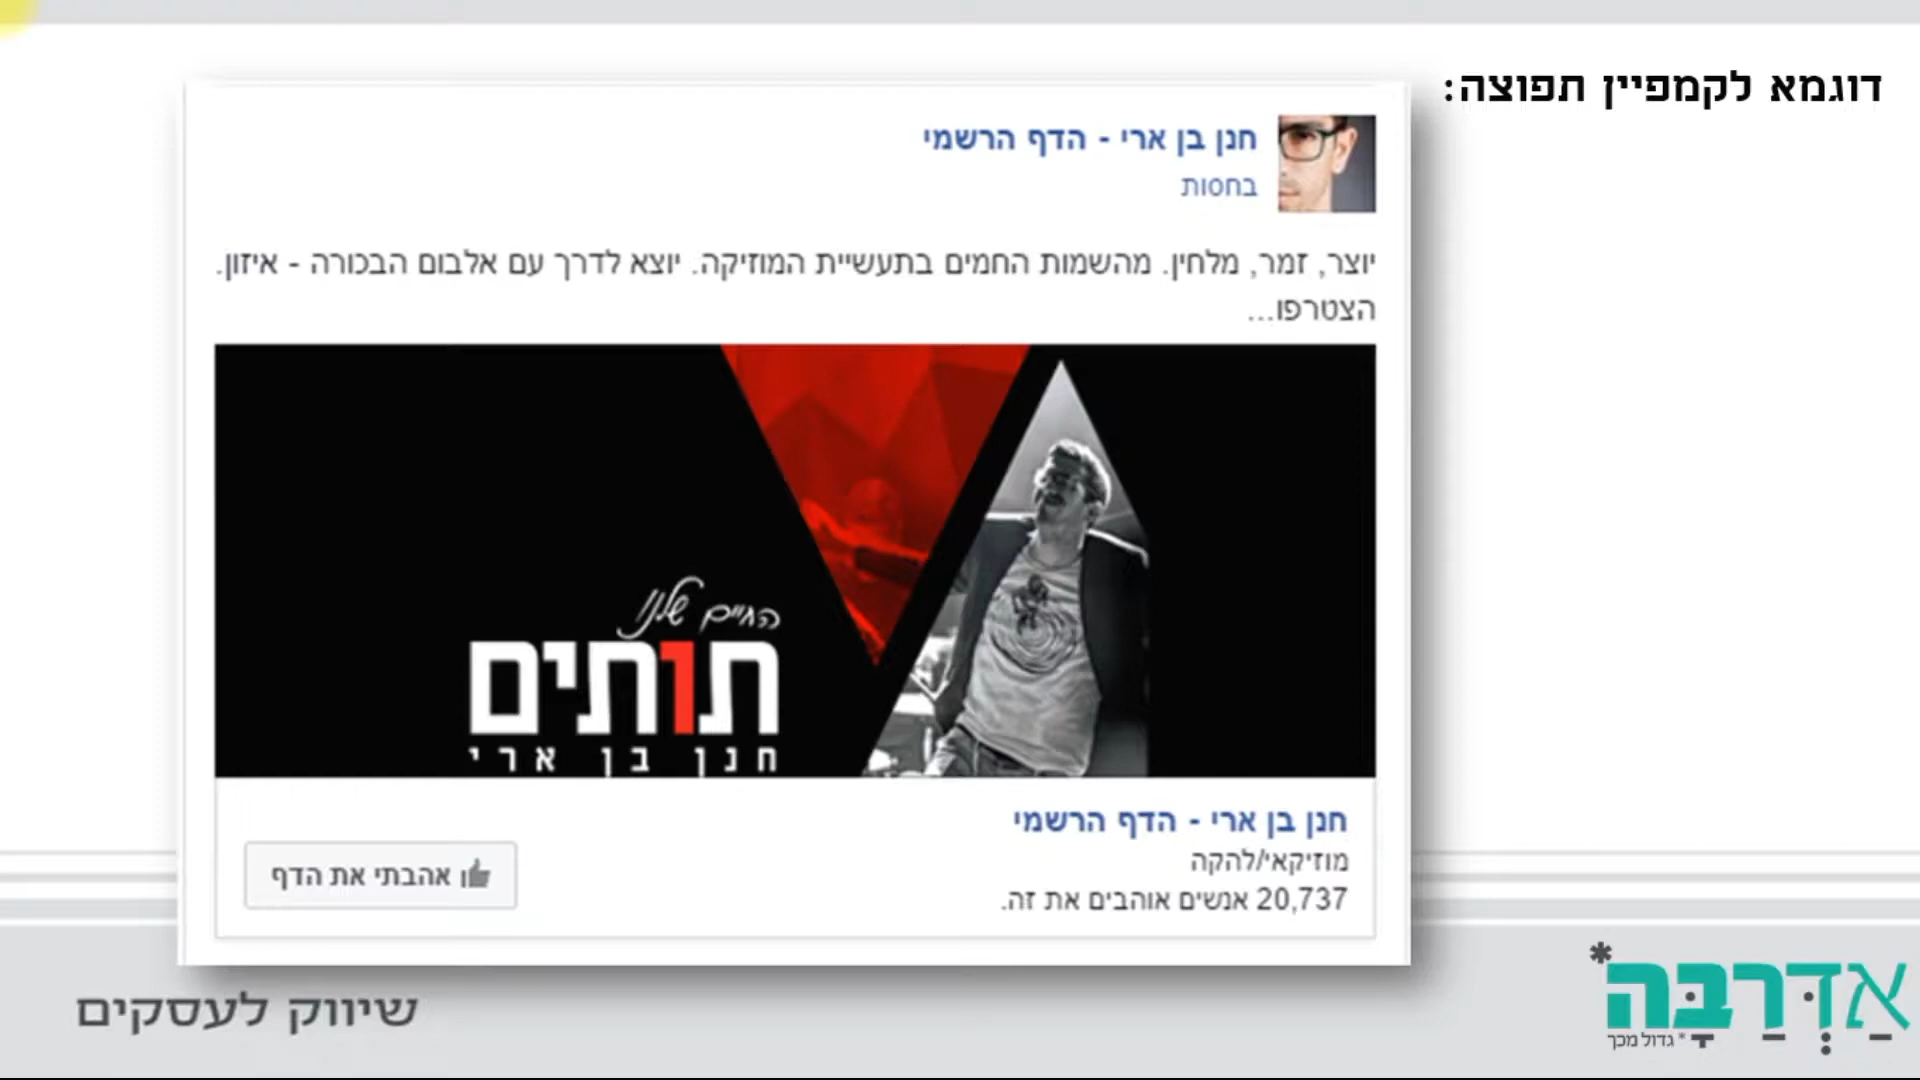 דוגמא לקמפיין תפוצה:
חנן בן ארי - הדף הרשמי
בחסות
יוצר, זמר, מלחין. מהשמות החמים בתעשיית המוזיקה. יוצא לדרך עם אלבום הבכורה - איזון.
הצטרפו...
החיים שלנו
תותים
חנן בן ארי
חנן בן ארי - הדף הרשמי
מוזיקאי/להקה
20,737 אנשים אוהבים את זה.
אהבתי את הדף
אַדְּרַבָּה*
* גדול מכך
שיווק לעסקים